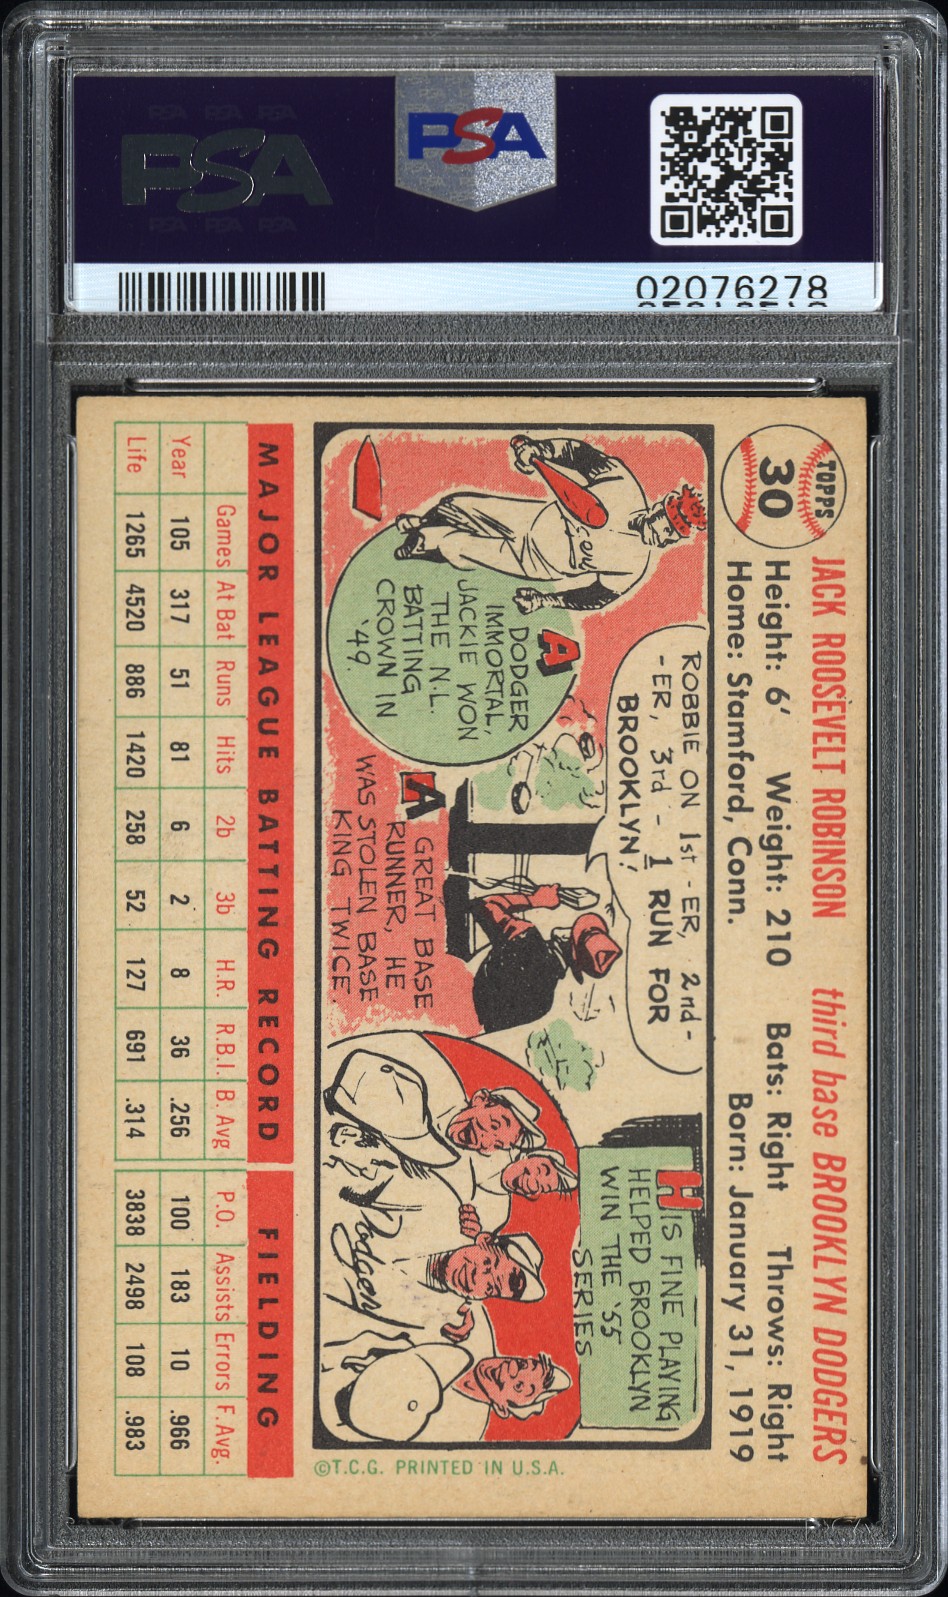 PSA
PSA
02076278
TOPPS
30
JACK ROOSEVELT ROBINSON third base BROOKLYN DODGERS
Height: 6' Weight: 210 Bats: Right Throws: Right
Home: Stamford, Conn. Born: January 31, 1919
DODGER
IMMORTAL,
JACKIE WON
THE N.L.
BATTING
CROWN IN
'49.
ROBBIE ON 1st-ER, 2nd-
-ER, 3rd - 1 RUN FOR
BROOKLYN!
A GREAT BASE
RUNNER, HE
WAS STOLEN BASE
KING TWICE.
HIS FINE PLAYING
HELPED BROOKLYN
WIN THE '55
SERIES
Dodgers
©T.C.G. PRINTED IN U.S.A.
MAJOR LEAGUE BATTING RECORD FIELDING
Games At Bat Runs Hits 2b 3b H.R. R.B.I. B. Avg P.O. Assists Errors F. Avg.
Year 105 317 51 81 6 2 8 36 .256 100 183 10 .966
Life 1265 4520 886 1420 258 52 127 691 .314 3838 2498 108 .983